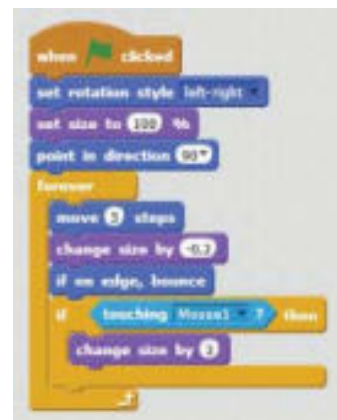 when clicked
set rotation style left-right
set size to 100 %
point in direction 90
forever
move 5 steps
change size by -0.2
if on edge, bounce
if touching Mouse1 ? then
change size by